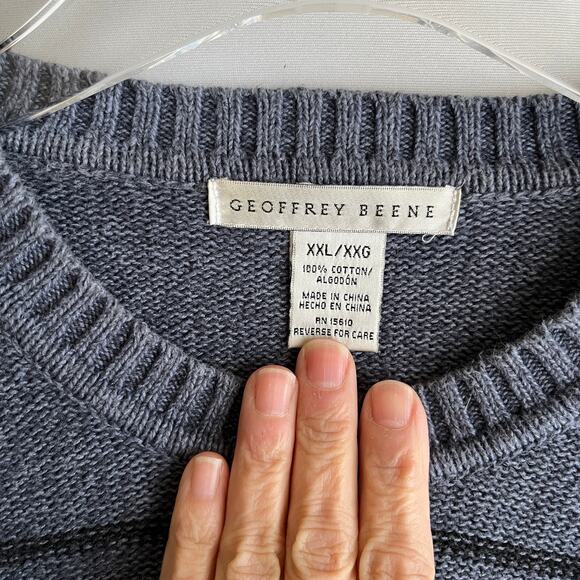 GEOFFREY BEENE
XXL/XXG
100% COTTON/
ALGODÓN
MADE IN CHINA
HECHO EN CHINA
RN 15610
REVERSE FOR CARE